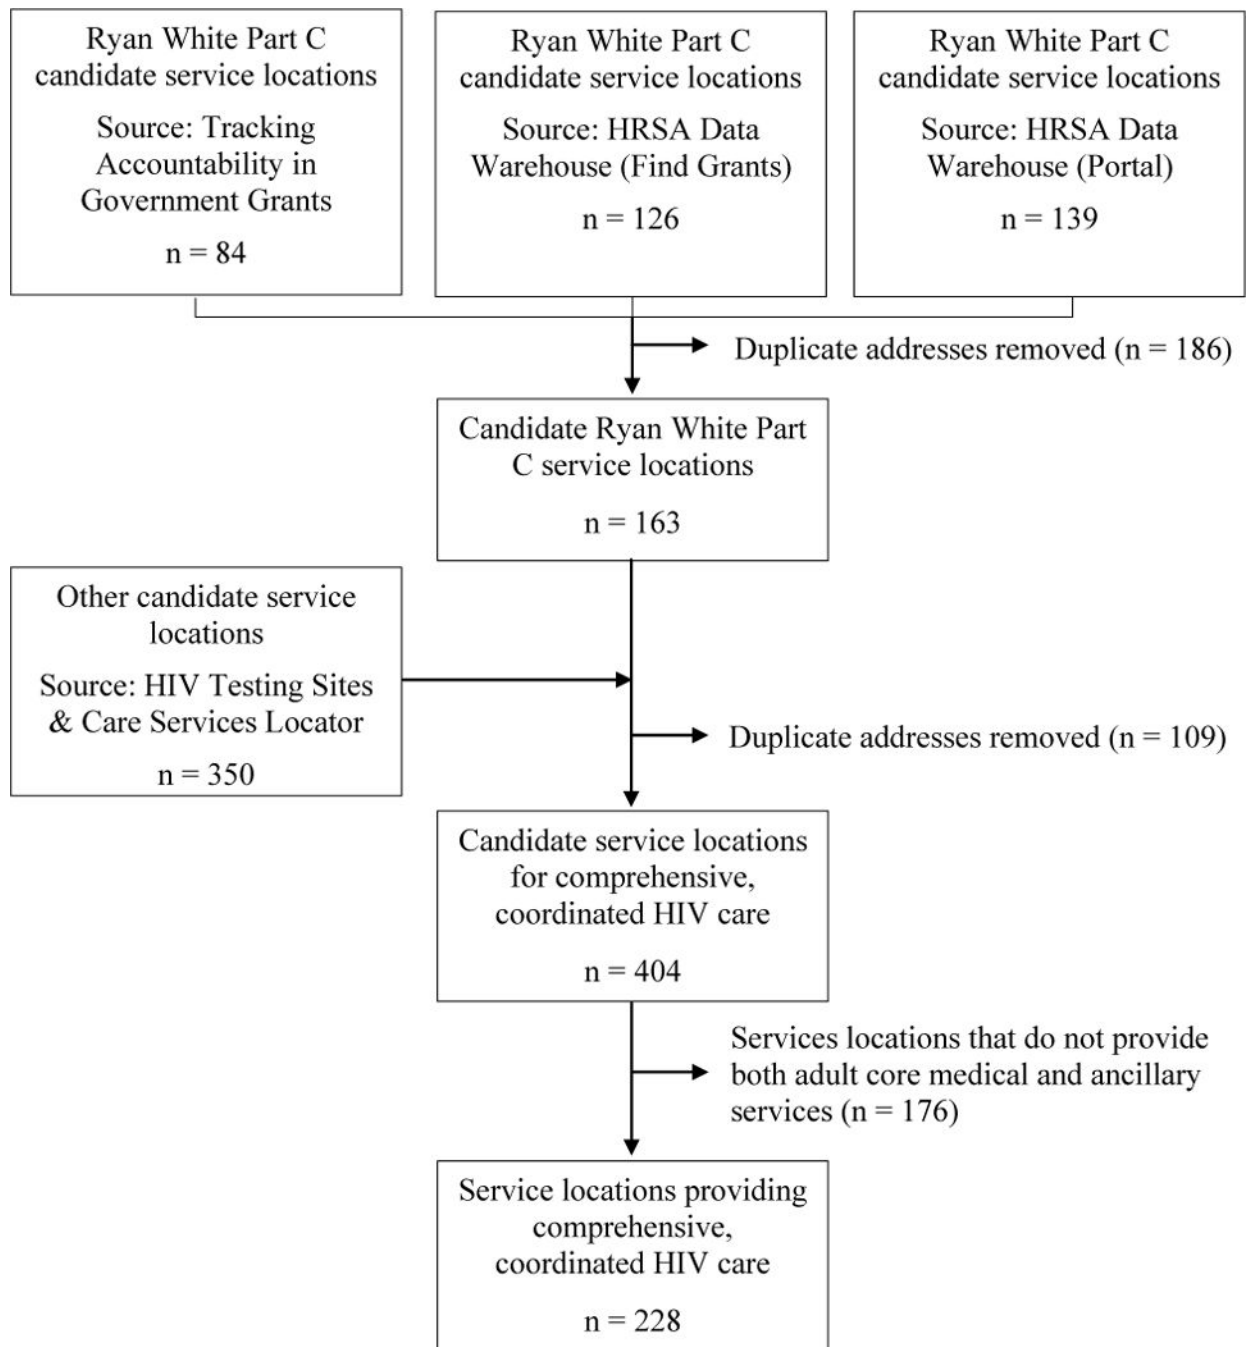 Ryan White Part C
candidate service locations
Source: Tracking
Accountability in
Government Grants
n = 84
Ryan White Part C
candidate service locations
Source: HRSA Data
Warehouse (Find Grants)
n = 126
Ryan White Part C
candidate service locations
Source: HRSA Data
Warehouse (Portal)
n = 139
Duplicate addresses removed (n = 186)
Candidate Ryan White Part
C service locations
n = 163
Other candidate service
locations
Source: HIV Testing Sites
& Care Services Locator
n = 350
Duplicate addresses removed (n = 109)
Candidate service locations
for comprehensive,
coordinated HIV care
n = 404
Services locations that do not provide
both adult core medical and ancillary
services (n = 176)
Service locations providing
comprehensive,
coordinated HIV care
n = 228